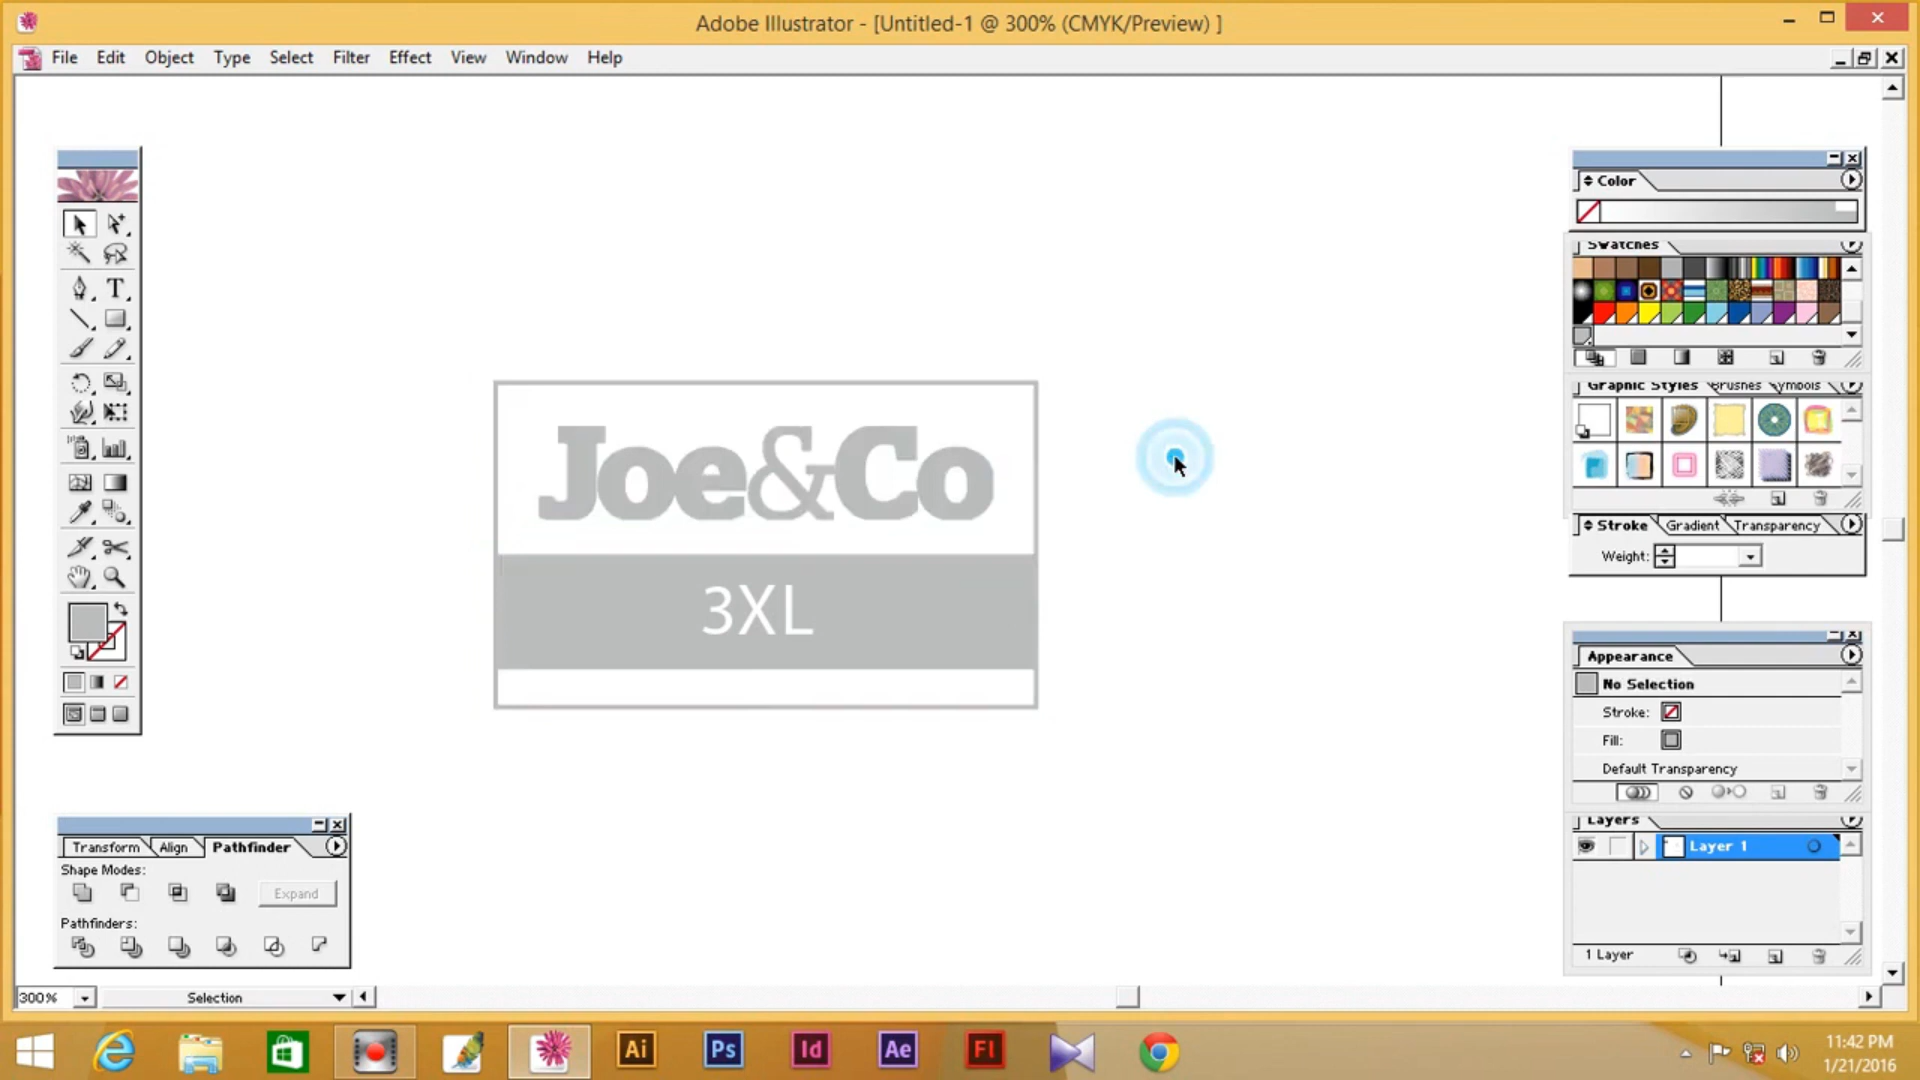 Adobe Illustrator - [Untitled-1 @ 300% (CMYK/Preview) ]
File Edit Object Type Select Filter Effect View Window Help
Color
Swatches
Graphic Styles Brushes Symbols
Stroke Gradient Transparency
Weight:
Joe&Co
3XL
Appearance
No Selection
Stroke:
Fill:
Default Transparency
Layers
Layer 1
1 Layer
Transform Align Pathfinder
Shape Modes:
Expand
Pathfinders:
300% Selection
Ai Ps Id Ae Fl
11:42 PM
1/21/2016